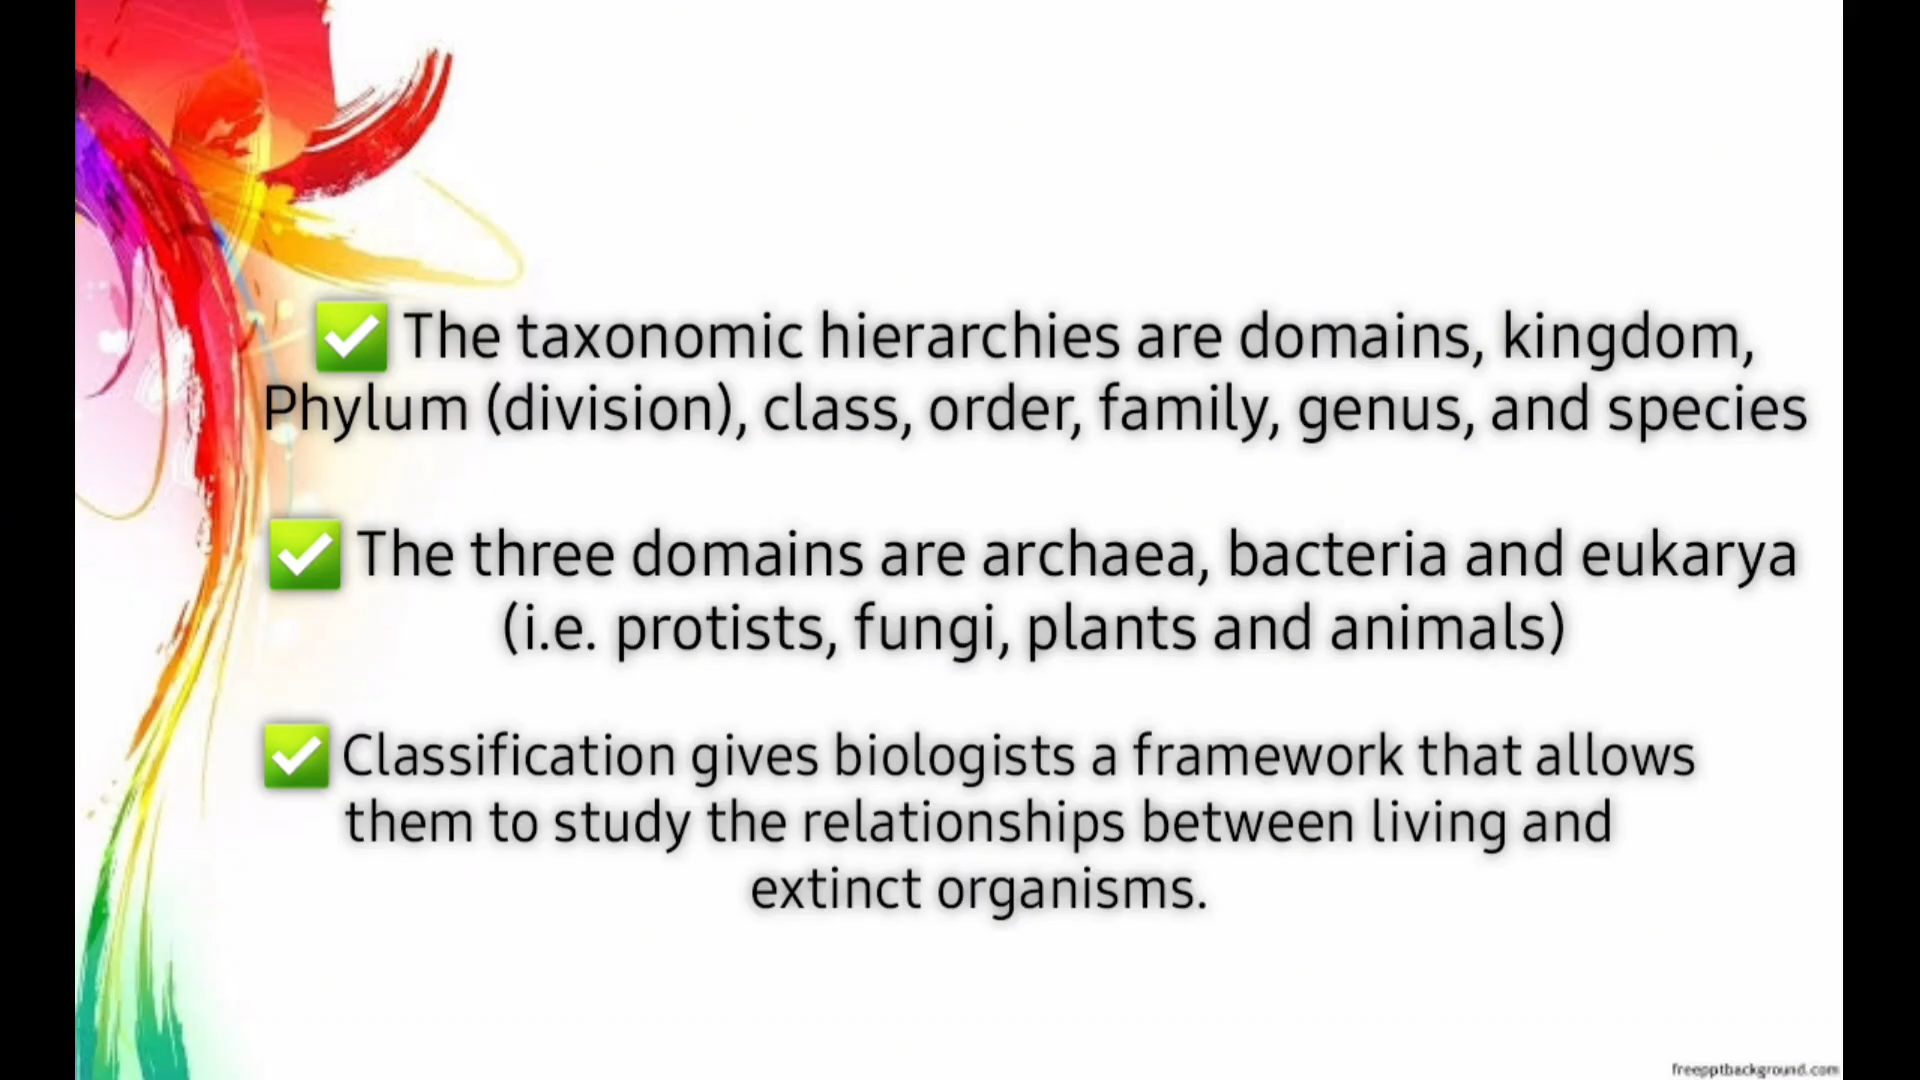 ✅ The taxonomic hierarchies are domains, kingdom,
Phylum (division), class, order, family, genus, and species
✅ The three domains are archaea, bacteria and eukarya
(i.e. protists, fungi, plants and animals)
✅ Classification gives biologists a framework that allows
them to study the relationships between living and
extinct organisms.
freepptbackground.com